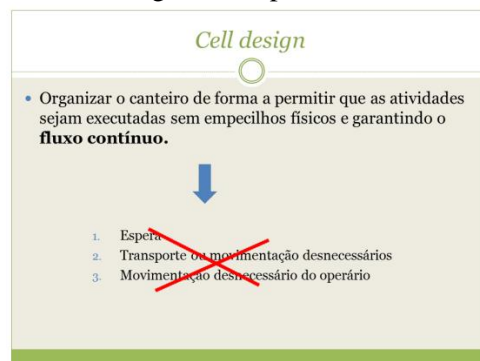 Cell design
• Organizar o canteiro de forma a permitir que as atividades
sejam executadas sem empecilhos físicos e garantindo o
fluxo contínuo.
1. Espera
2. Transporte ou movimentação desnecessários
3. Movimentação desnecessário do operário